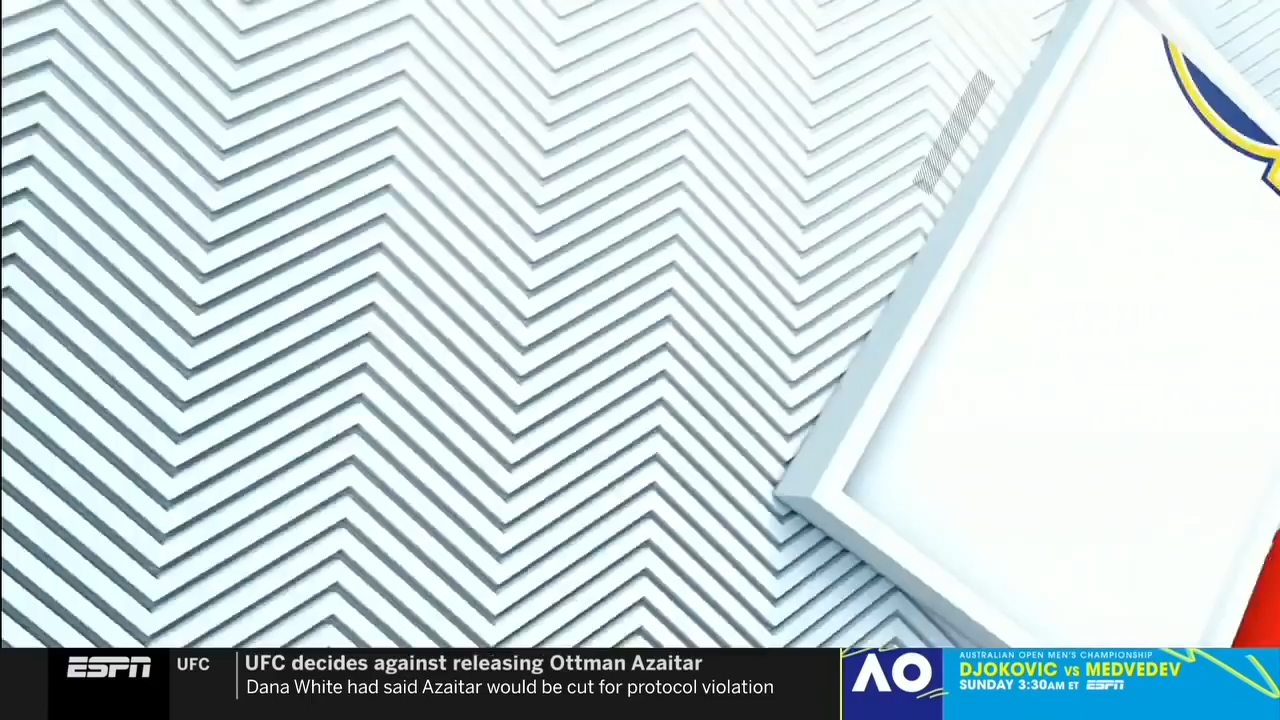 ESPN
UFC
UFC decides against releasing Ottman Azaitar
Dana White had said Azaitar would be cut for protocol violation
AO
AUSTRALIAN OPEN MEN'S CHAMPIONSHIP
DJOKOVIC VS MEDVEDEV
SUNDAY 3:30AM ET ESPN